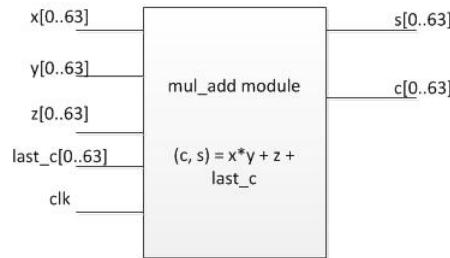 x[0..63]
y[0..63]
z[0..63]
last_c[0..63]
clk
mul_add module
(c, s) = x*y + z +
last_c
s[0..63]
c[0..63]